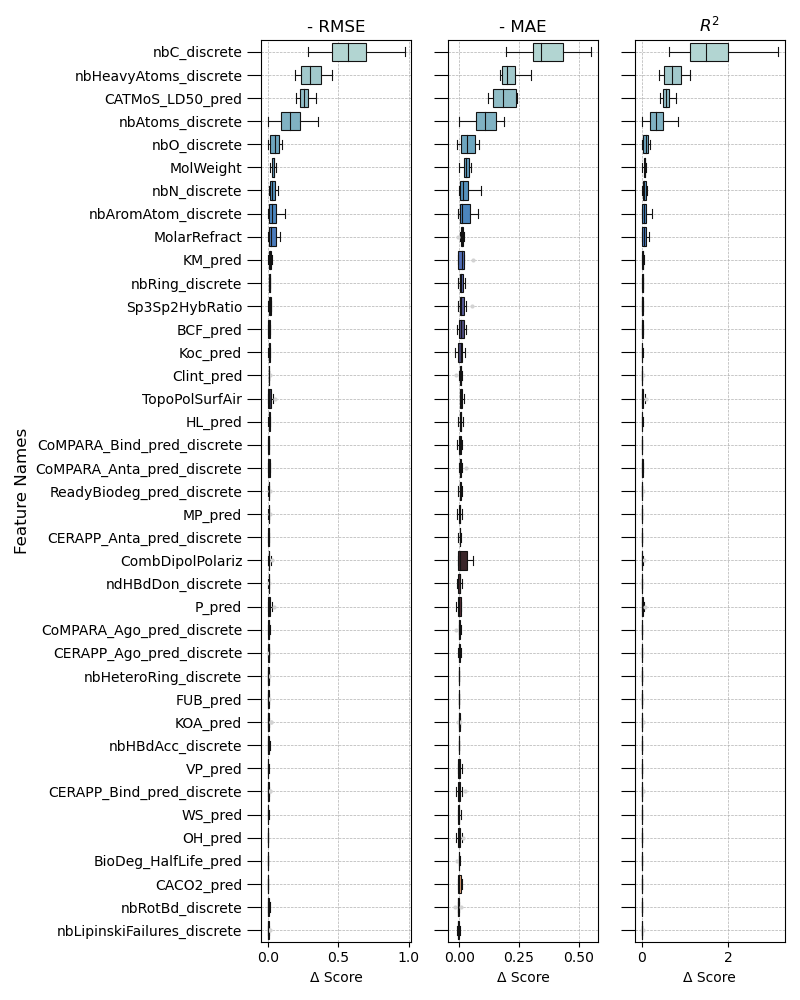 - RMSE
- MAE
R²
Feature Names
nbC_discrete
nbHeavyAtoms_discrete
CATMoS_LD50_pred
nbAtoms_discrete
nbO_discrete
MolWeight
nbN_discrete
nbAromAtom_discrete
MolarRefract
KM_pred
nbRing_discrete
Sp3Sp2HybRatio
BCF_pred
Koc_pred
Clint_pred
TopoPolSurfAir
HL_pred
CoMPARA_Bind_pred_discrete
CoMPARA_Anta_pred_discrete
ReadyBiodeg_pred_discrete
MP_pred
CERAPP_Anta_pred_discrete
CombDipolPolariz
ndHBdDon_discrete
P_pred
CoMPARA_Ago_pred_discrete
CERAPP_Ago_pred_discrete
nbHeteroRing_discrete
FUB_pred
KOA_pred
nbHBdAcc_discrete
VP_pred
CERAPP_Bind_pred_discrete
WS_pred
OH_pred
BioDeg_HalfLife_pred
CACO2_pred
nbRotBd_discrete
nbLipinskiFailures_discrete
0.0 0.5 1.0
0.00 0.25 0.50
0 2
Δ Score
Δ Score
Δ Score